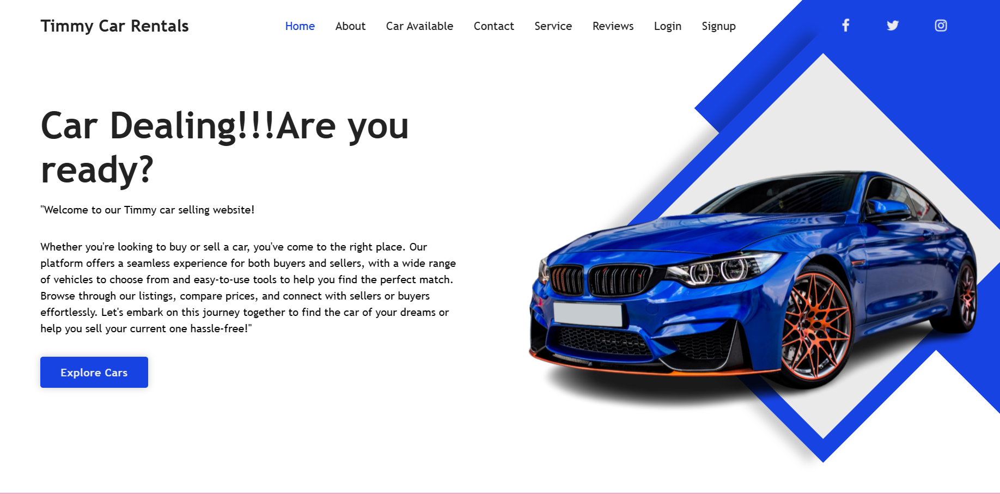 Timmy Car Rentals
Home About Car Available Contact Service Reviews Login Signup
Car Dealing!!!Are you
ready?
"Welcome to our Timmy car selling website!
Whether you're looking to buy or sell a car, you've come to the right place. Our
platform offers a seamless experience for both buyers and sellers, with a wide range
of vehicles to choose from and easy-to-use tools to help you find the perfect match.
Browse through our listings, compare prices, and connect with sellers or buyers
effortlessly. Let's embark on this journey together to find the car of your dreams or
help you sell your current one hassle-free!"
Explore Cars